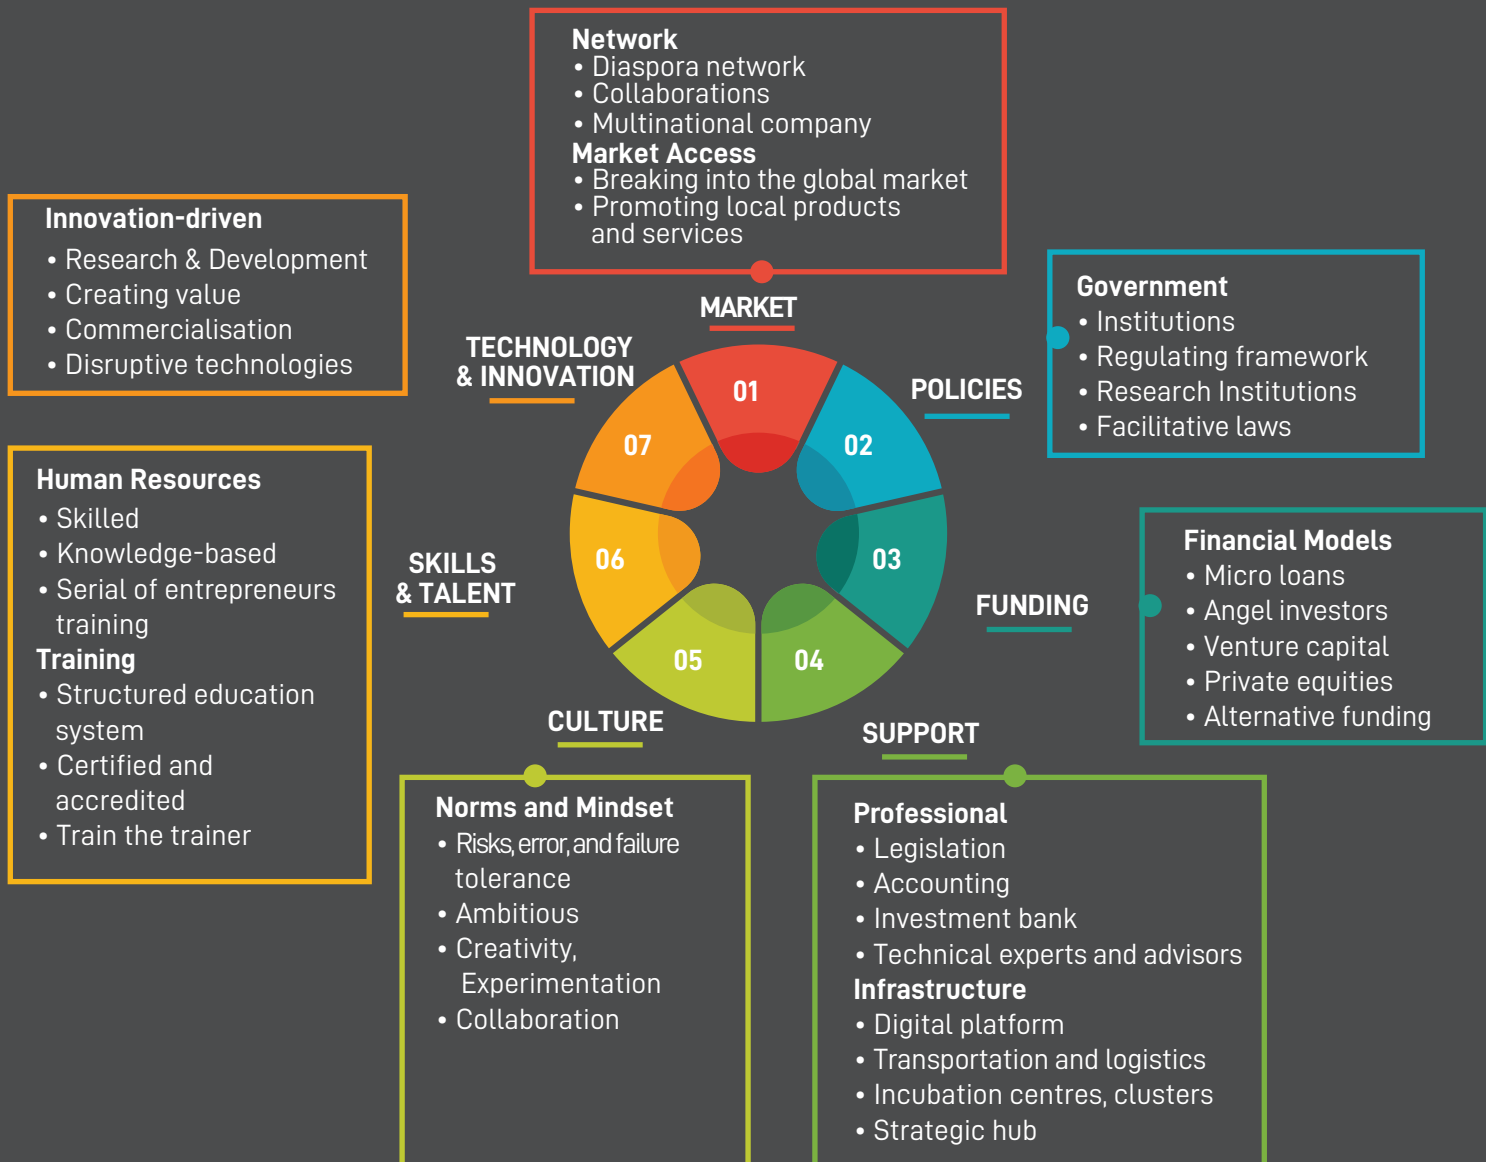 Network
• Diaspora network
• Collaborations
• Multinational company
Market Access
• Breaking into the global market
• Promoting local products
and services
MARKET
01
Government
• Institutions
• Regulating framework
• Research Institutions
• Facilitative laws
POLICIES
02
Financial Models
• Micro loans
• Angel investors
• Venture capital
• Private equities
• Alternative funding
FUNDING
03
SUPPORT
04
Professional
• Legislation
• Accounting
• Investment bank
• Technical experts and advisors
Infrastructure
• Digital platform
• Transportation and logistics
• Incubation centres, clusters
• Strategic hub
CULTURE
05
Norms and Mindset
• Risks, error, and failure
tolerance
• Ambitious
• Creativity,
Experimentation
• Collaboration
SKILLS
& TALENT
06
Human Resources
• Skilled
• Knowledge-based
• Serial of entrepreneurs
training
Training
• Structured education
system
• Certified and
accredited
• Train the trainer
TECHNOLOGY
& INNOVATION
07
Innovation-driven
• Research & Development
• Creating value
• Commercialisation
• Disruptive technologies